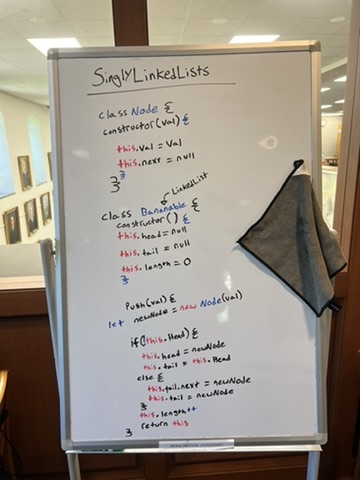 SinglyLinkedLists
class Node {
constructor(val) {
this.val = Val
this.next = null
}
}
LinkedList
class Bananable {
constructor() {
this.head = null
this.tail = null
this.length = 0
}
Push(val) {
let newNode = new Node(val)
if(!this.Head) {
this.head = newNode
this.tail = this.Head
else {
this.tail.next = newNode
this.tail = newNode
}
this.length++
return this
}